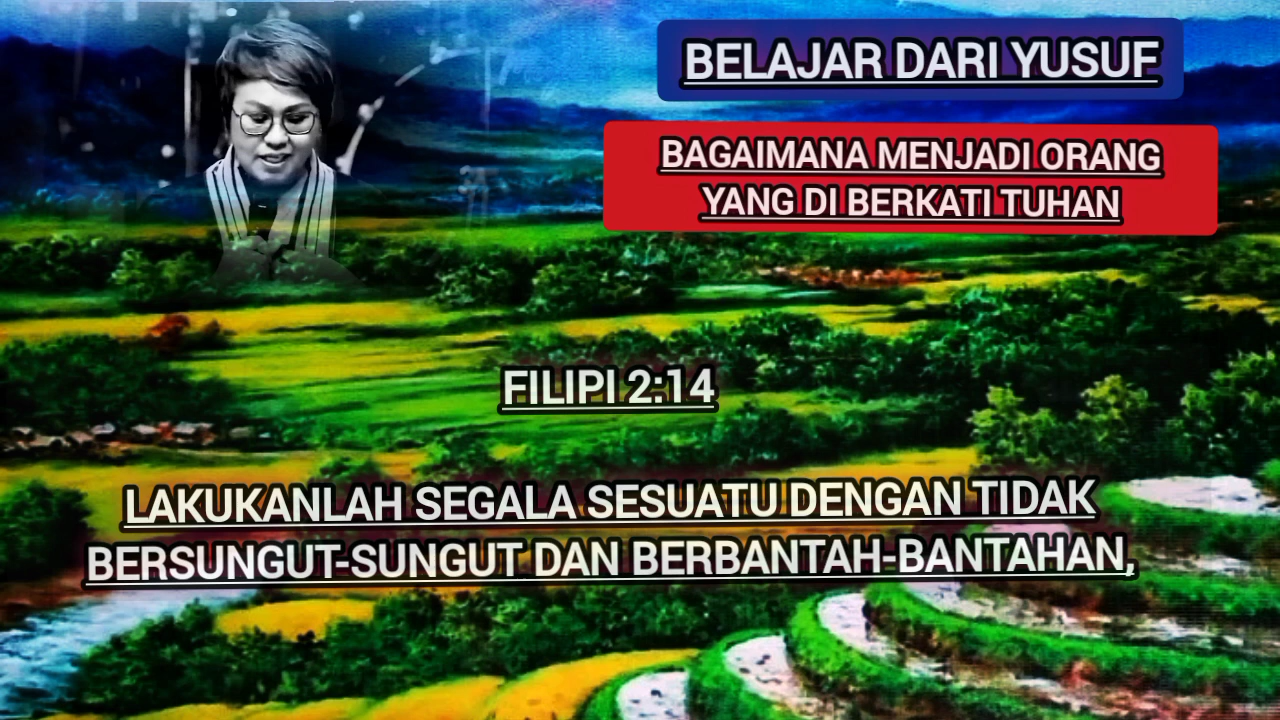 BELAJAR DARI YUSUF
BAGAIMANA MENJADI ORANG
YANG DI BERKATI TUHAN
FILIPI 2:14
LAKUKANLAH SEGALA SESUATU DENGAN TIDAK
BERSUNGUT-SUNGUT DAN BERBANTAH-BANTAHAN,